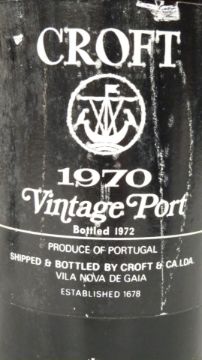 CROFT
1970
Vintage Port
Bottled 1972
PRODUCE OF PORTUGAL
SHIPPED & BOTTLED BY CROFT & CA. LDA.
VILA NOVA DE GAIA
ESTABLISHED 1678